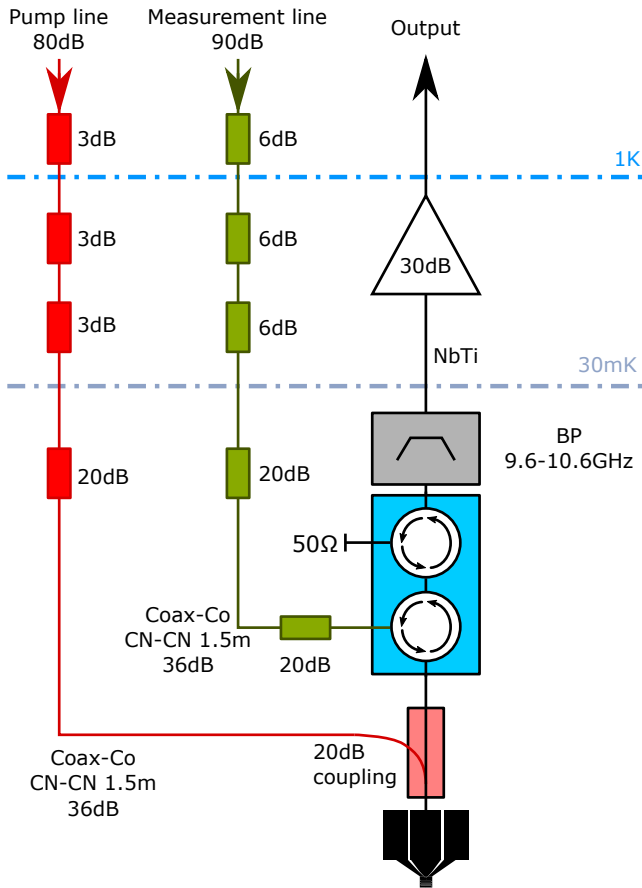 Pump line
80dB
Measurement line
90dB
Output
3dB
6dB
1K
3dB
6dB
30dB
3dB
6dB
NbTi
30mK
BP
9.6-10.6GHz
20dB
20dB
50Ω
Coax-Co
CN-CN 1.5m
36dB
20dB
20dB
coupling
Coax-Co
CN-CN 1.5m
36dB